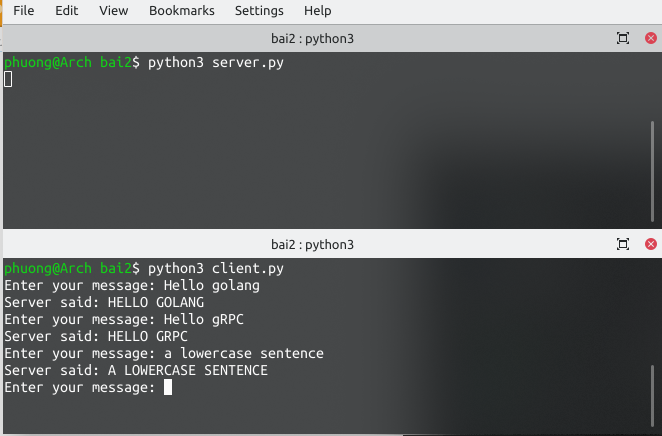 File Edit View Bookmarks Settings Help
bai2 : python3
phuong@Arch bai2$ python3 server.py
bai2 : python3
phuong@Arch bai2$ python3 client.py
Enter your message: Hello golang
Server said: HELLO GOLANG
Enter your message: Hello gRPC
Server said: HELLO GRPC
Enter your message: a lowercase sentence
Server said: A LOWERCASE SENTENCE
Enter your message: